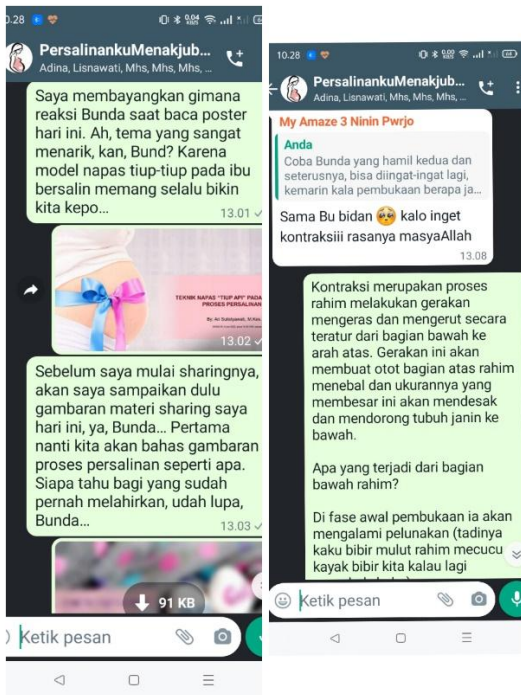 0.28
PersalinankuMenakjub...
Adina, Lisnawati, Mhs, Mhs, Mhs, ...
Saya membayangkan gimana
reaksi Bunda saat baca poster
hari ini. Ah, tema yang sangat
menarik, kan, Bund? Karena
model napas tiup-tiup pada ibu
bersalin memang selalu bikin
kita kepo...
13.01
TEKNIK NAPAS "TIUP API" PADA
PROSES PERSALINAN
13.02
Sebelum saya mulai sharingnya,
akan saya sampaikan dulu
gambaran materi sharing saya
hari ini, ya, Bunda... Pertama
nanti kita akan bahas gambaran
proses persalinan seperti apa.
Siapa tahu bagi yang sudah
pernah melahirkan, udah lupa,
Bunda...
13.03
91 KB
Ketik pesan
10.28
PersalinankuMenakjub...
Adina, Lisnawati, Mhs, Mhs, Mhs, ...
My Amaze 3 Ninin Pwrjo
Anda
Coba Bunda yang hamil kedua dan
seterusnya, bisa diingat-ingat lagi,
kemarin kala pembukaan berapa ja...
Sama Bu bidan 🥺 kalo inget
kontraksiii rasanya masyaAllah
13.08
Kontraksi merupakan proses
rahim melakukan gerakan
mengeras dan mengerut secara
teratur dari bagian bawah ke
arah atas. Gerakan ini akan
membuat otot bagian atas rahim
menebal dan ukurannya yang
membesar ini akan mendesak
dan mendorong tubuh janin ke
bawah.
Apa yang terjadi dari bagian
bawah rahim?
Di fase awal pembukaan ia akan
mengalami pelunakan (tadinya
kaku bibir mulut rahim mecucu
kayak bibir kita kalau lagi
Ketik pesan